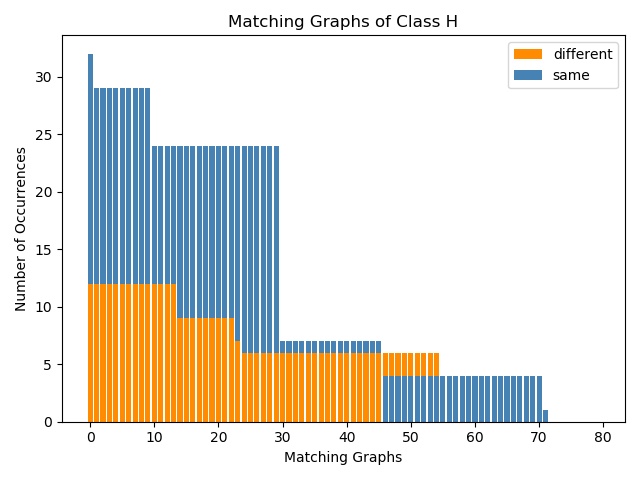 Matching Graphs of Class H
different
same
Number of Occurrences
30
25
20
15
10
5
0
0 10 20 30 40 50 60 70 80
Matching Graphs